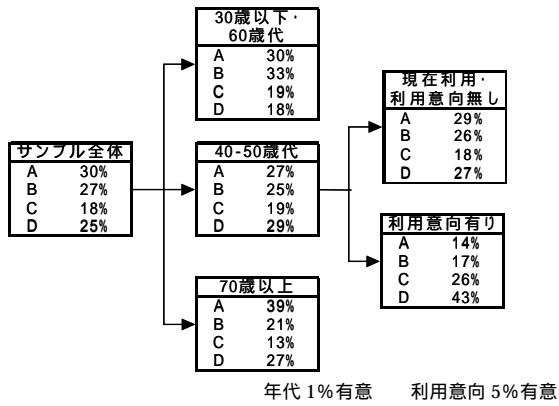 30歳以下・
60歳代
A 30%
B 33%
C 19%
D 18%
現在利用・
利用意向無し
A 29%
B 26%
C 18%
D 27%
サンプル全体
A 30%
B 27%
C 18%
D 25%
40-50歳代
A 27%
B 25%
C 19%
D 29%
利用意向有り
A 14%
B 17%
C 26%
D 43%
70歳以上
A 39%
B 21%
C 13%
D 27%
年代 1%有意 利用意向 5%有意